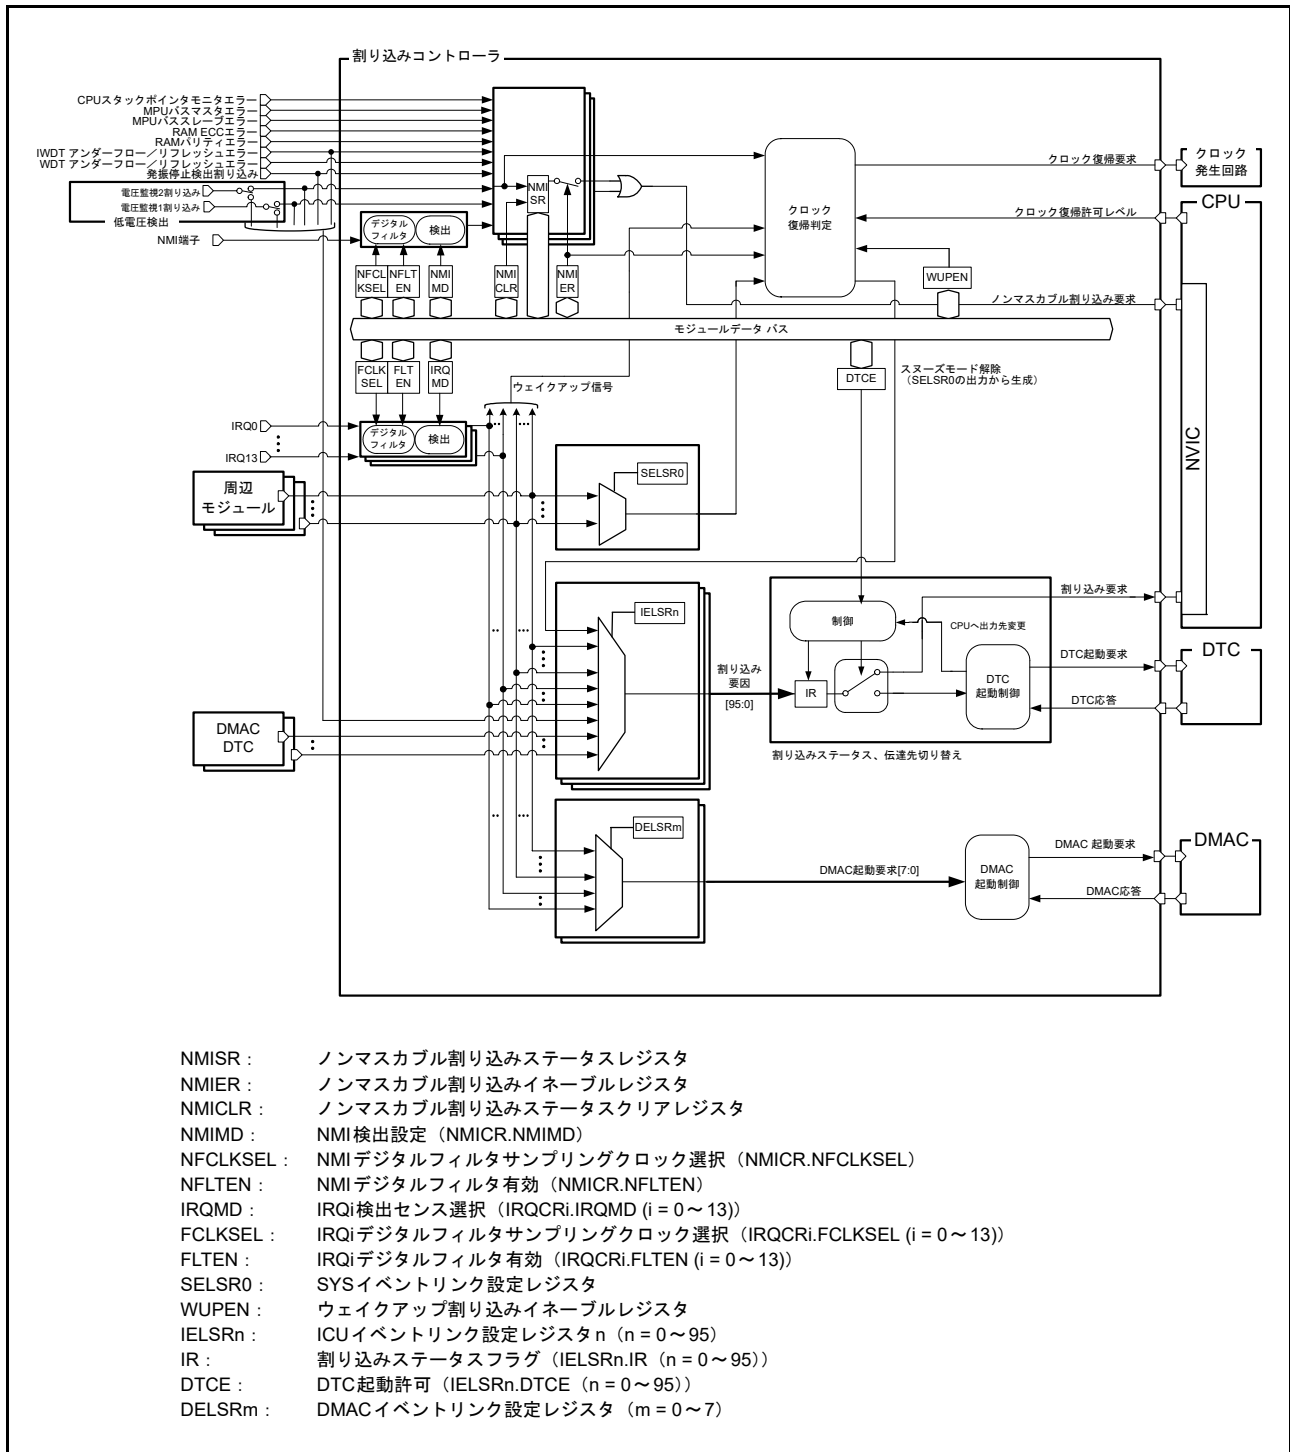 割り込みコントローラ
CPUスタックポインタモニタエラー
MPUバスマスタエラー
MPUバススレーブエラー
RAM ECCエラー
RAMパリティエラー
IWDT アンダーフロー／リフレッシュエラー
WDT アンダーフロー／リフレッシュエラー
発振停止検出割り込み
電圧監視2割り込み
電圧監視1割り込み
低電圧検出
NMI端子
デジタル
フィルタ
検出
NMI
SR
クロック
復帰判定
クロック復帰要求
クロック
発生回路
クロック復帰許可レベル
CPU
NFCL
KSEL
NFLT
EN
NMI
MD
NMI
CLR
NMI
ER
WUPEN
ノンマスカブル割り込み要求
モジュールデータ バス
FCLK
SEL
FLT
EN
IRQ
MD
ウェイクアップ信号
DTCE
スヌーズモード解除
（SELSR0の出力から生成）
NVIC
IRQ0
IRQ13
デジタル
フィルタ
検出
周辺
モジュール
SELSR0
IELSRn
割り込み
要因
[95:0]
制御
IR
CPUへ出力先変更
DTC
起動制御
割り込み要求
DTC起動要求
DTC応答
DTC
割り込みステータス、伝達先切り替え
DMAC
DTC
DELSRm
DMAC起動要求[7:0]
DMAC
起動制御
DMAC 起動要求
DMAC応答
DMAC
NMISR： ノンマスカブル割り込みステータスレジスタ
NMIER： ノンマスカブル割り込みイネーブルレジスタ
NMICLR： ノンマスカブル割り込みステータスクリアレジスタ
NMIMD： NMI検出設定（NMICR.NMIMD）
NFCLKSEL： NMIデジタルフィルタサンプリングクロック選択（NMICR.NFCLKSEL）
NFLTEN： NMIデジタルフィルタ有効（NMICR.NFLTEN）
IRQMD： IRQi検出センス選択（IRQCRi.IRQMD (i = 0～13)）
FCLKSEL： IRQiデジタルフィルタサンプリングクロック選択（IRQCRi.FCLKSEL (i = 0～13)）
FLTEN： IRQiデジタルフィルタ有効（IRQCRi.FLTEN (i = 0～13)）
SELSR0： SYSイベントリンク設定レジスタ
WUPEN： ウェイクアップ割り込みイネーブルレジスタ
IELSRn： ICUイベントリンク設定レジスタn（n = 0～95）
IR： 割り込みステータスフラグ（IELSRn.IR（n = 0～95））
DTCE： DTC起動許可（IELSRn.DTCE（n = 0～95））
DELSRm： DMACイベントリンク設定レジスタ（m = 0～7）